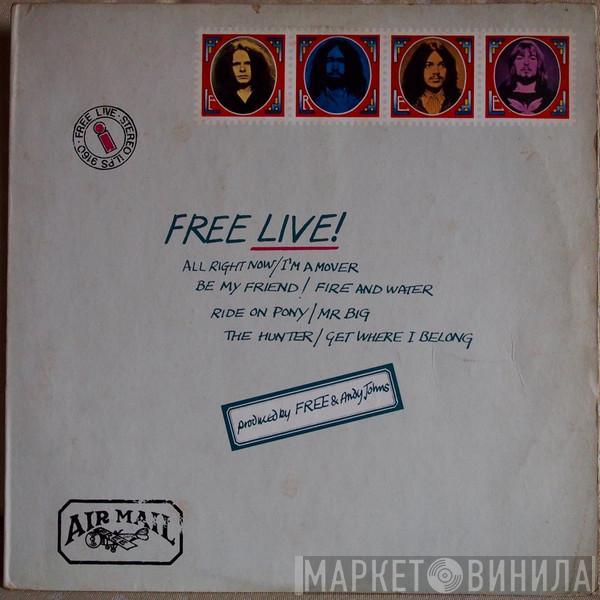 F R E E
FREE LIVE · STEREO ILPS 9160 ·
i
FREE LIVE!
ALL RIGHT NOW/I'M A MOVER
BE MY FRIEND/FIRE AND WATER
RIDE ON PONY/MR BIG
THE HUNTER/GET WHERE I BELONG
produced by FREE & Andy Johns
AIR MAIL
МАРКЕТ ВИНИЛА